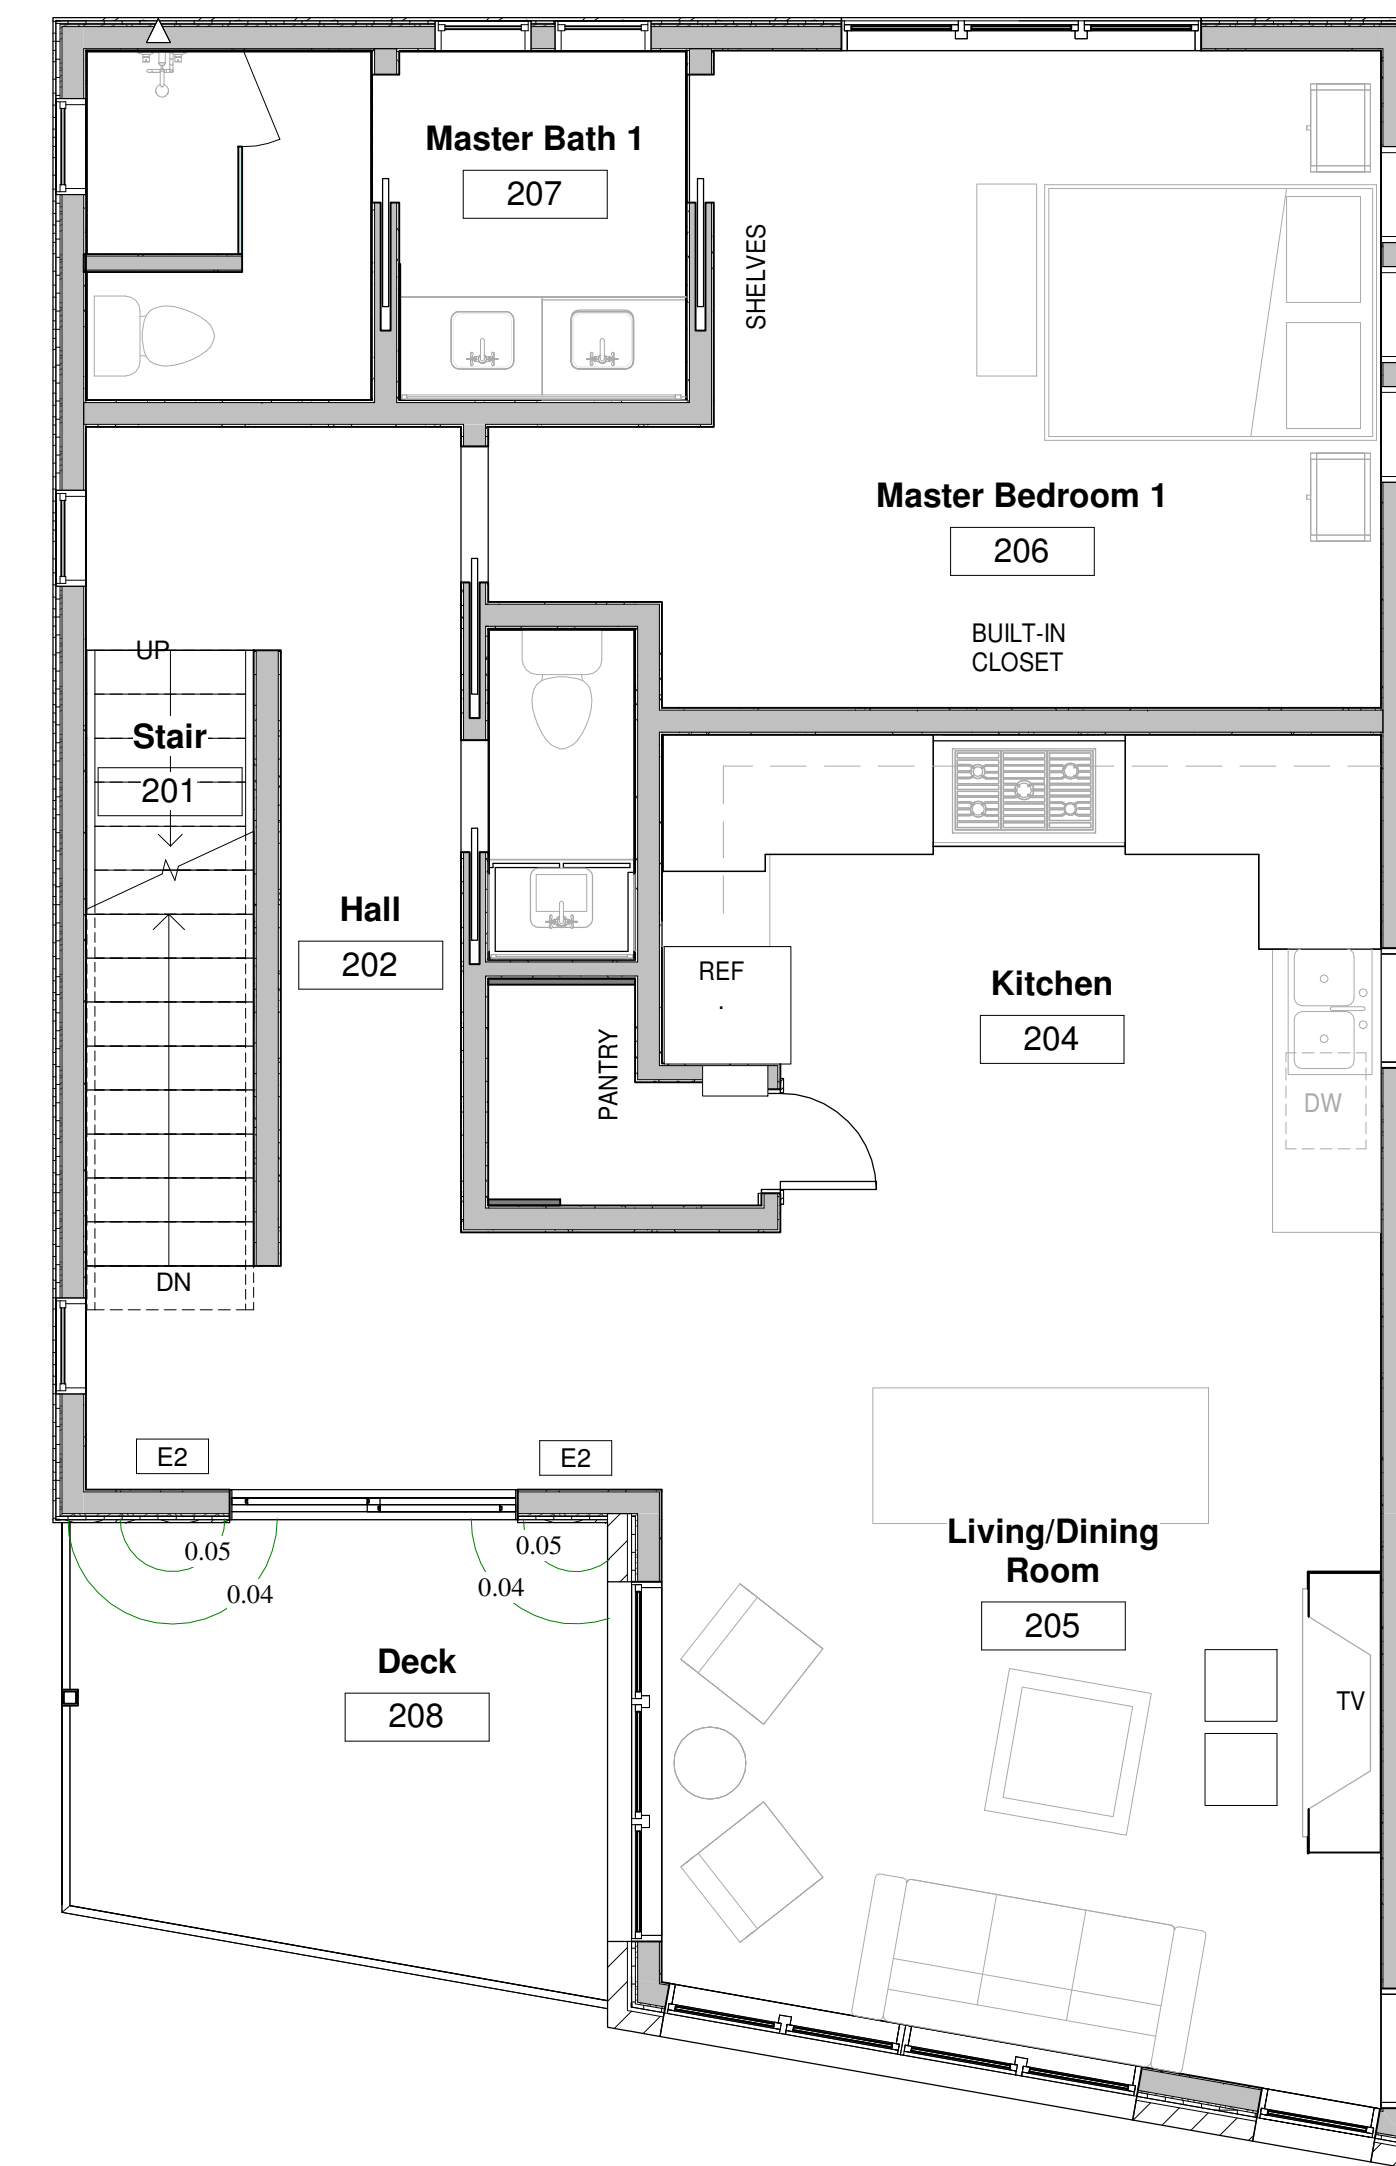 Master Bath 1
207
SHELVES
Master Bedroom 1
206
BUILT-IN
CLOSET
UP
Stair
201
Hall
202
REF
.
Kitchen
204
PANTRY
DW
DN
E2
E2
0.05
0.04
0.05
0.04
Living/Dining
Room
205
Deck
208
TV